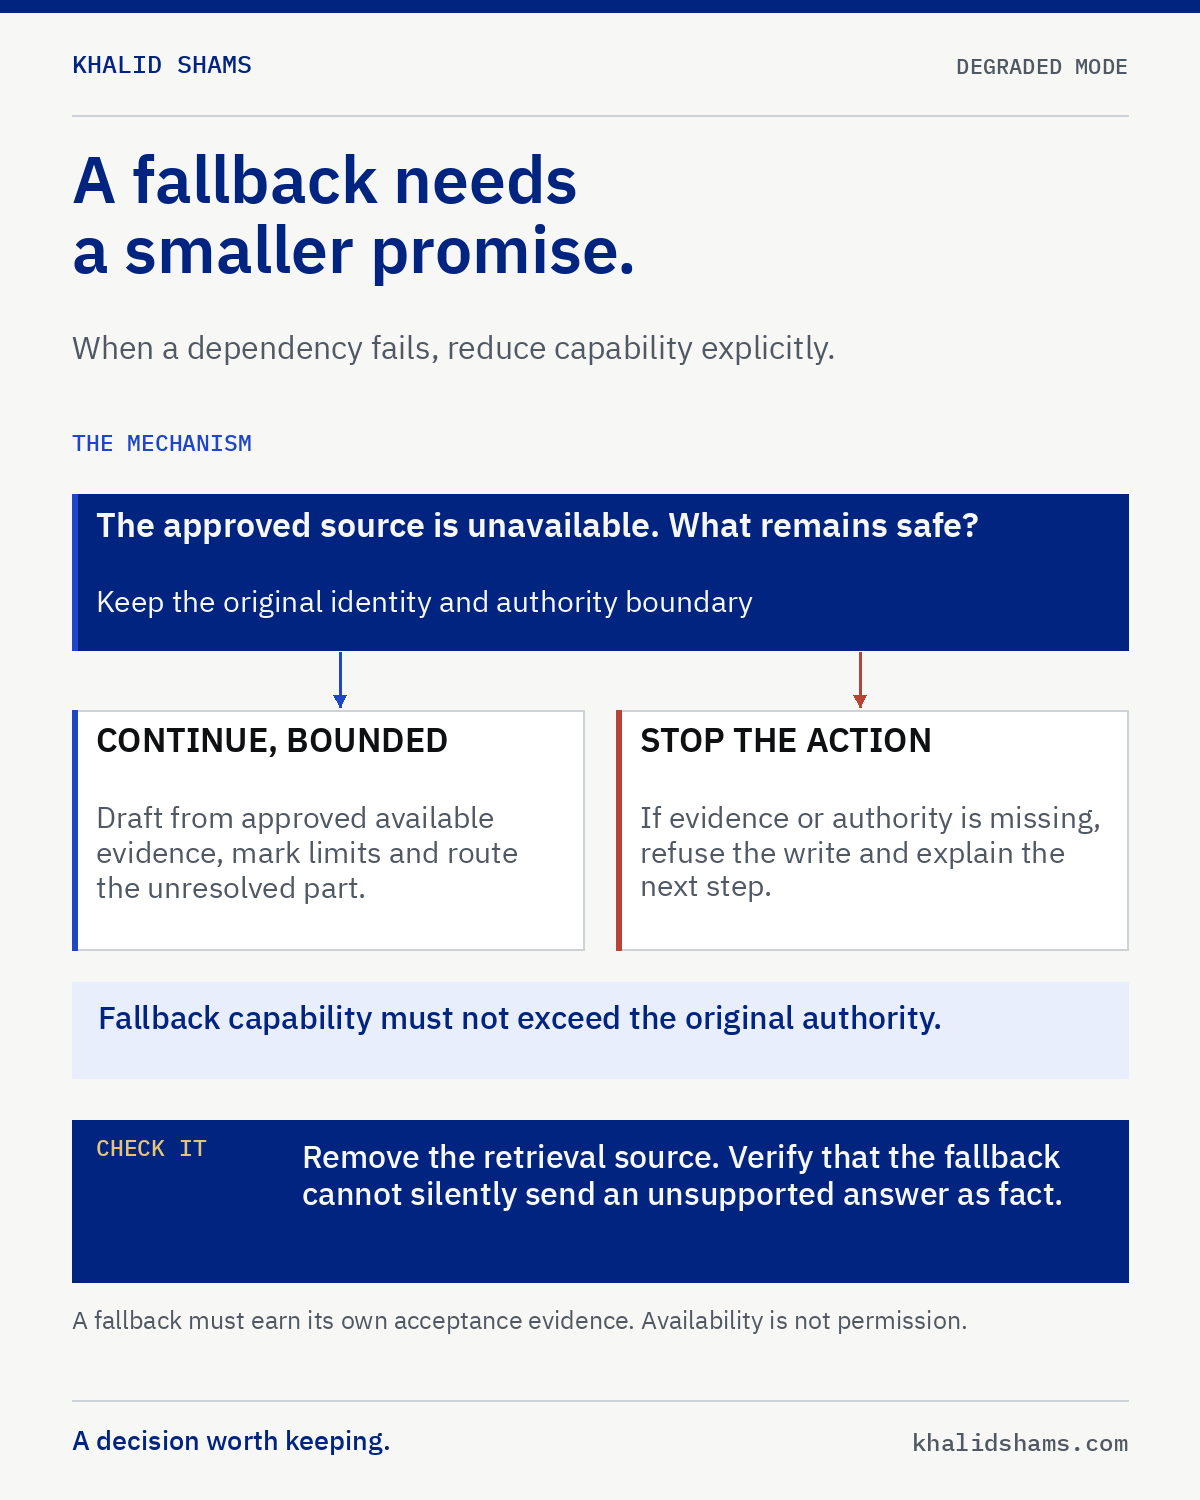 KHALID SHAMS
DEGRADED MODE
A fallback needs
a smaller promise.
When a dependency fails, reduce capability explicitly.
THE MECHANISM
The approved source is unavailable. What remains safe?
Keep the original identity and authority boundary
CONTINUE, BOUNDED
Draft from approved available
evidence, mark limits and route
the unresolved part.
STOP THE ACTION
If evidence or authority is missing,
refuse the write and explain the
next step.
Fallback capability must not exceed the original authority.
CHECK IT
Remove the retrieval source. Verify that the fallback
cannot silently send an unsupported answer as fact.
A fallback must earn its own acceptance evidence. Availability is not permission.
A decision worth keeping.
khalidshams.com